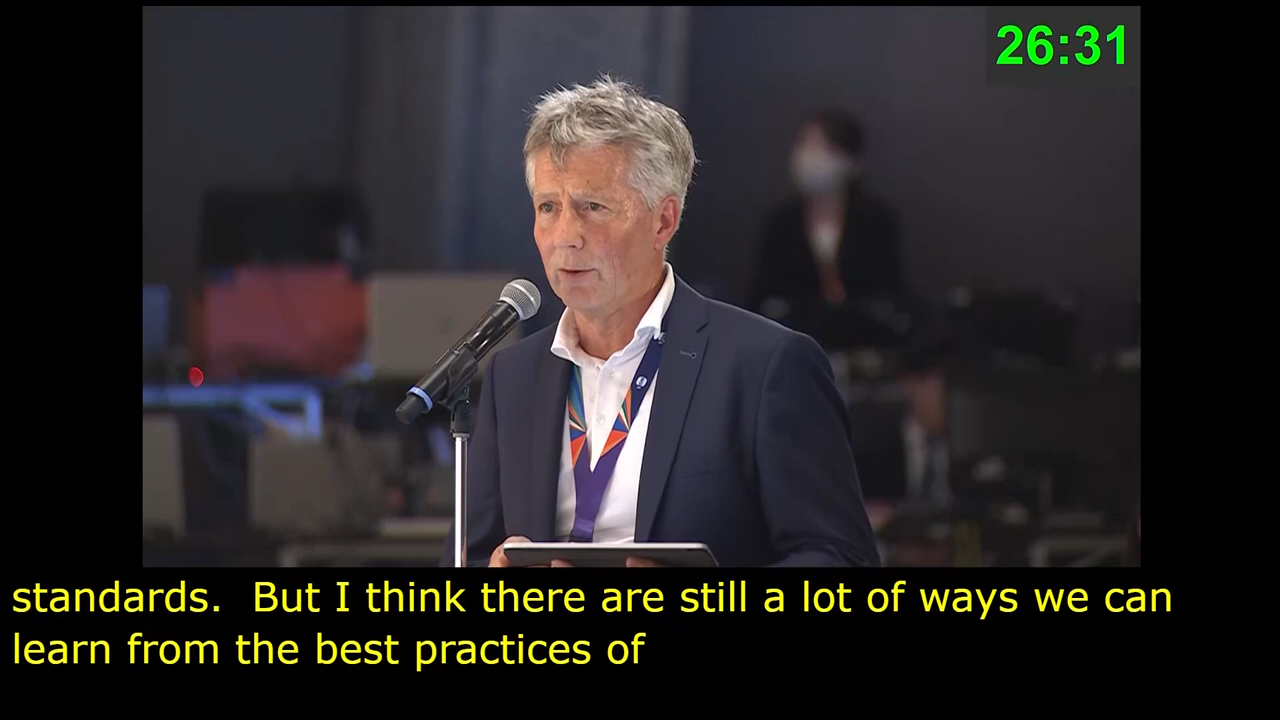 26:31
standards.  But I think there are still a lot of ways we can
learn from the best practices of